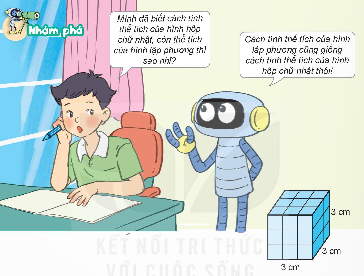 Khám phá
Mình đã biết cách tính
thể tích của hình hộp
chữ nhật, còn thể tích
của hình lập phương thì
sao nhỉ?
Cách tính thể tích của hình
lập phương cũng giống
cách tính thể tích của hình
hộp chữ nhật thôi!
3 cm
3 cm
3 cm
KẾT NỐI TRI THỨC
VỚI CUỘC SỐNG